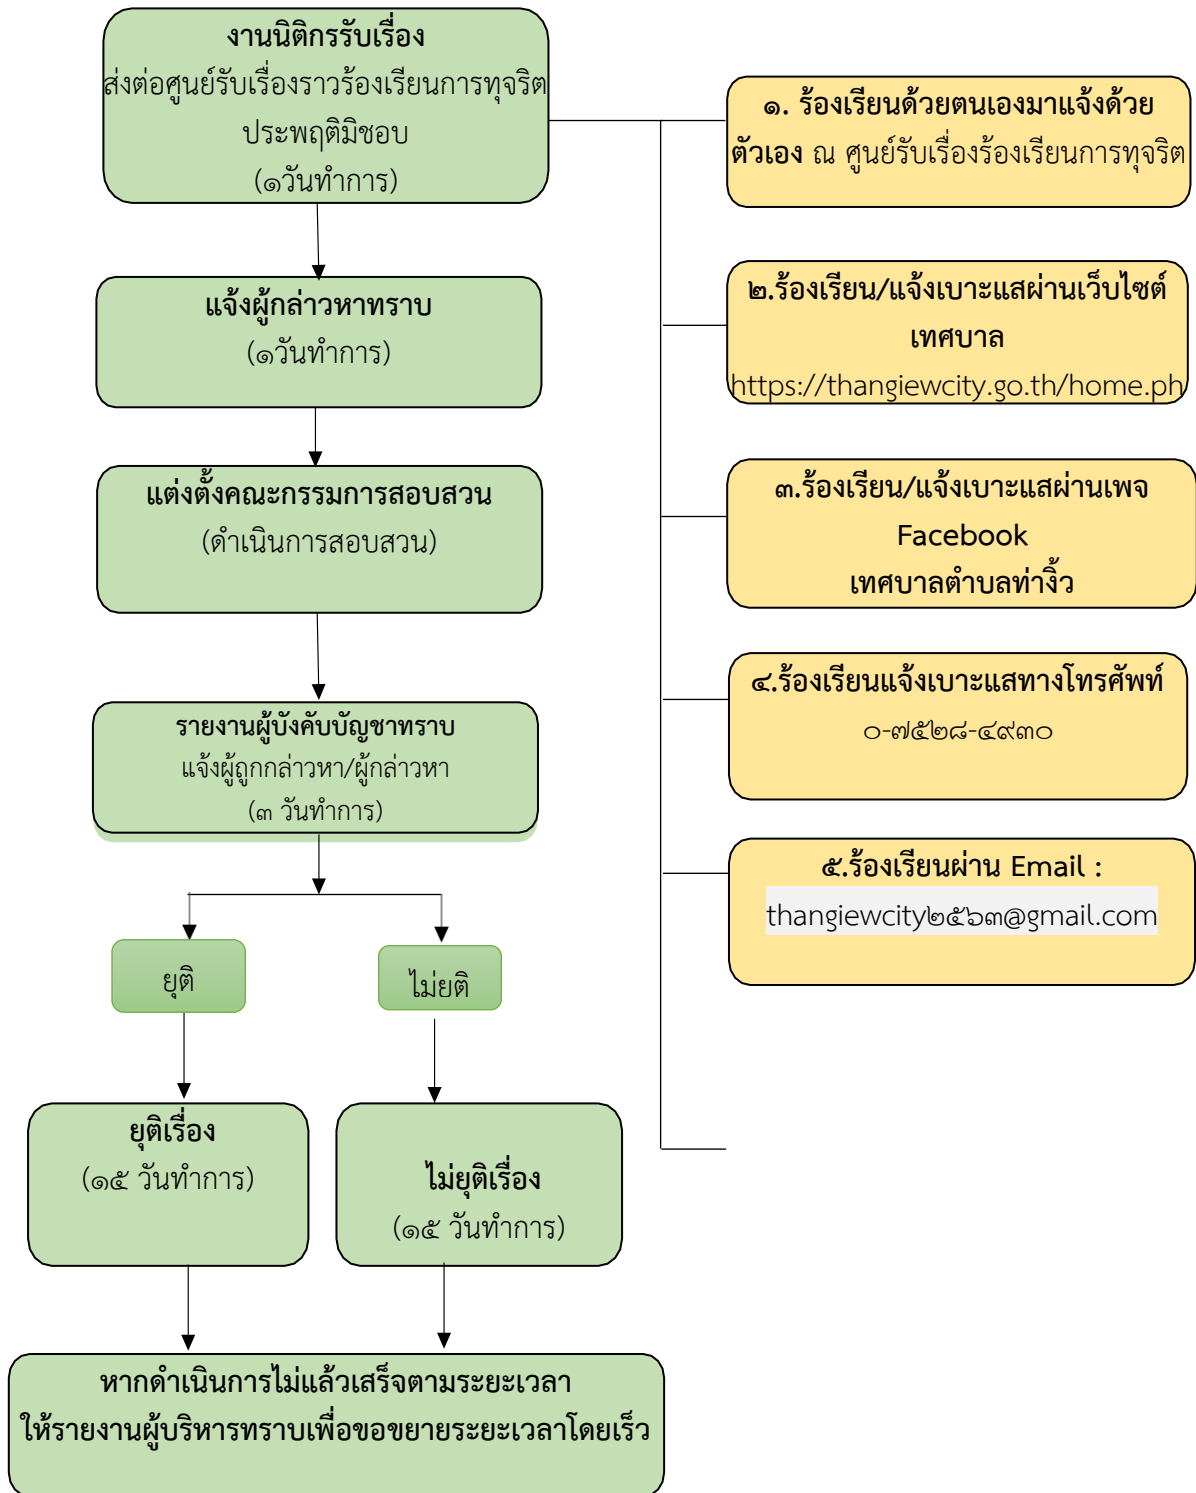 งานนิติกรรับเรื่อง
ส่งต่อศูนย์รับเรื่องราวร้องเรียนการทุจริต
ประพฤติมิชอบ
(๑วันทำการ)
แจ้งผู้กล่าวหาทราบ
(๑วันทำการ)
แต่งตั้งคณะกรรมการสอบสวน
(ดำเนินการสอบสวน)
รายงานผู้บังคับบัญชาทราบ
แจ้งผู้ถูกกล่าวหา/ผู้กล่าวหา
(๓ วันทำการ)
ยุติ
ไม่ยุติ
ยุติเรื่อง
(๑๕ วันทำการ)
ไม่ยุติเรื่อง
(๑๕ วันทำการ)
หากดำเนินการไม่แล้วเสร็จตามระยะเวลา
ให้รายงานผู้บริหารทราบเพื่อขอขยายระยะเวลาโดยเร็ว
๑. ร้องเรียนด้วยตนเองมาแจ้งด้วย
ตัวเอง ณ ศูนย์รับเรื่องร้องเรียนการทุจริต
๒.ร้องเรียน/แจ้งเบาะแสผ่านเว็บไซต์
เทศบาล
https://thangiewcity.go.th/home.ph
๓.ร้องเรียน/แจ้งเบาะแสผ่านเพจ
Facebook
เทศบาลตำบลท่างิ้ว
๔.ร้องเรียนแจ้งเบาะแสทางโทรศัพท์
๐-๗๕๒๘-๔๙๓๐
๕.ร้องเรียนผ่าน Email :
thangiewcity๒๕๖๓@gmail.com